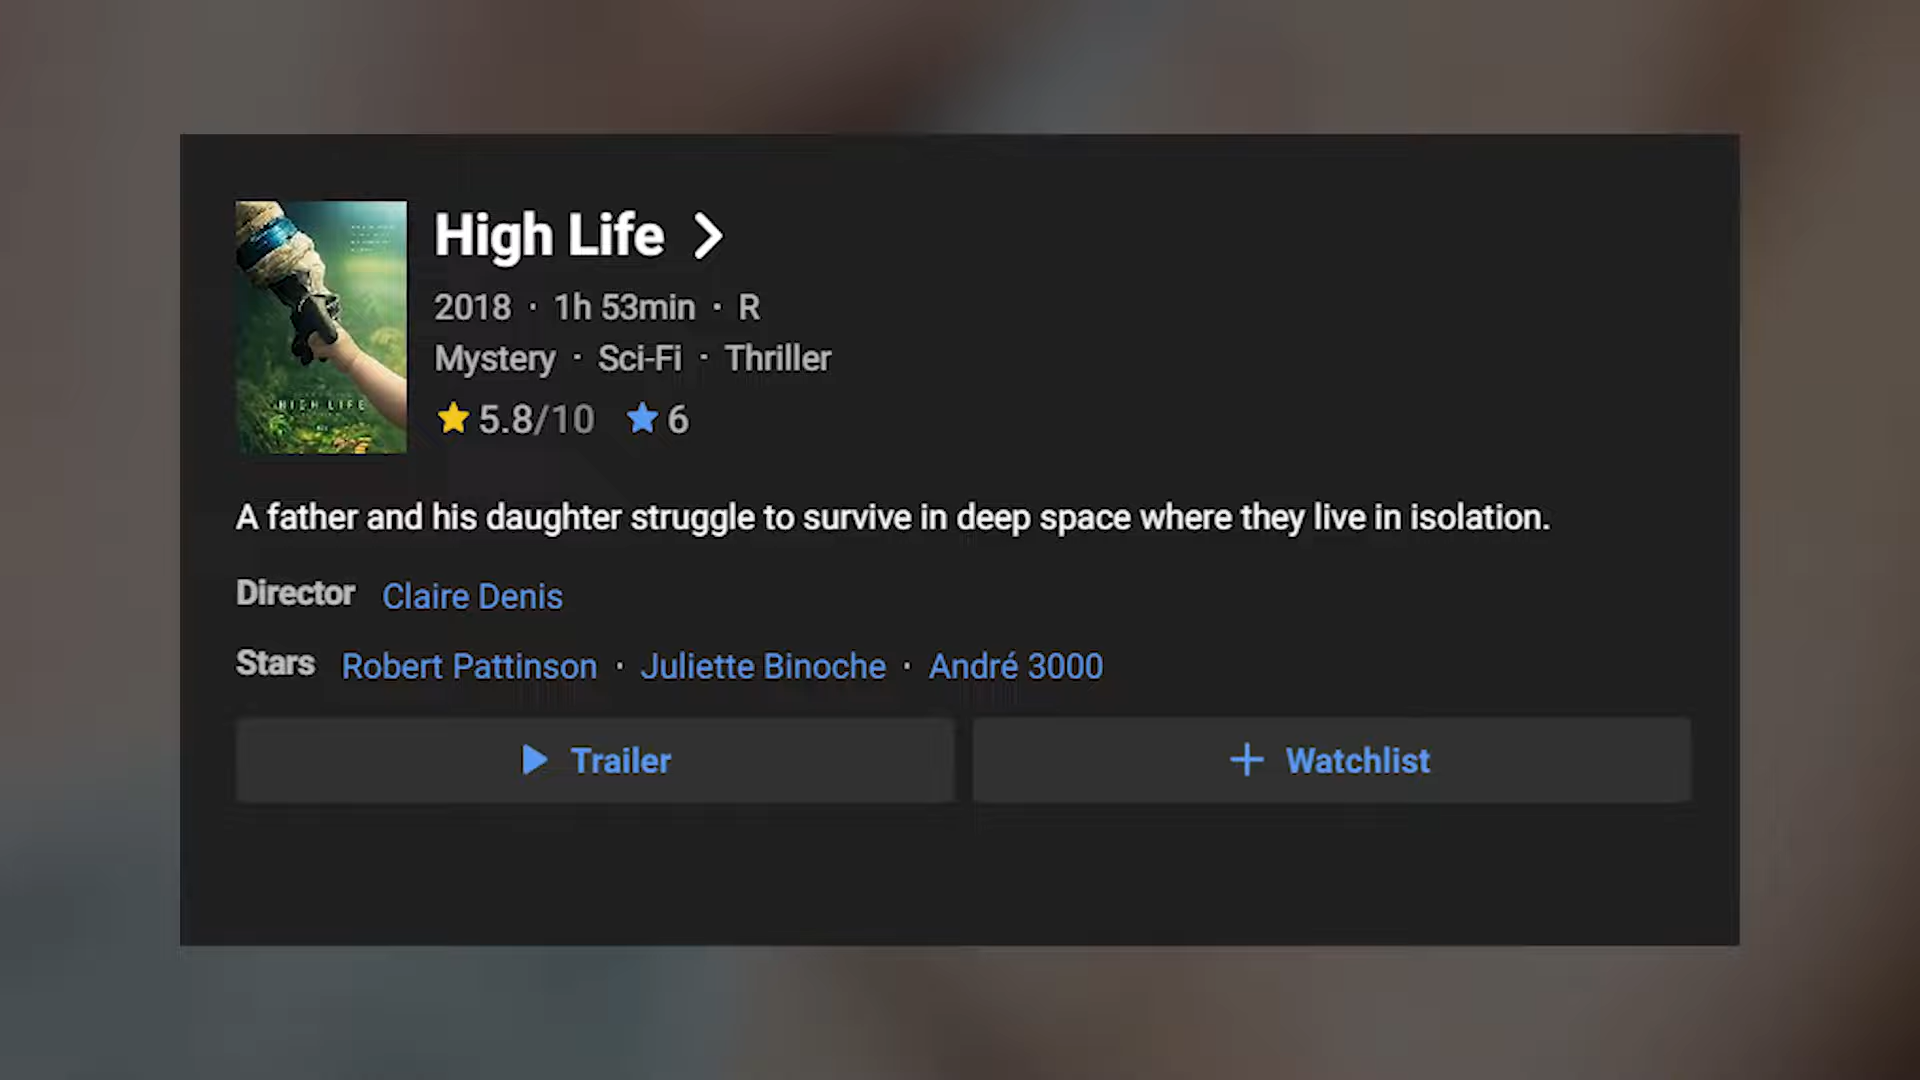 High Life
2018 · 1h 53min · R
Mystery · Sci-Fi · Thriller
5.8/10 6
HIGH LIFE
A father and his daughter struggle to survive in deep space where they live in isolation.
Director Claire Denis
Stars Robert Pattinson · Juliette Binoche · André 3000
Trailer
Watchlist